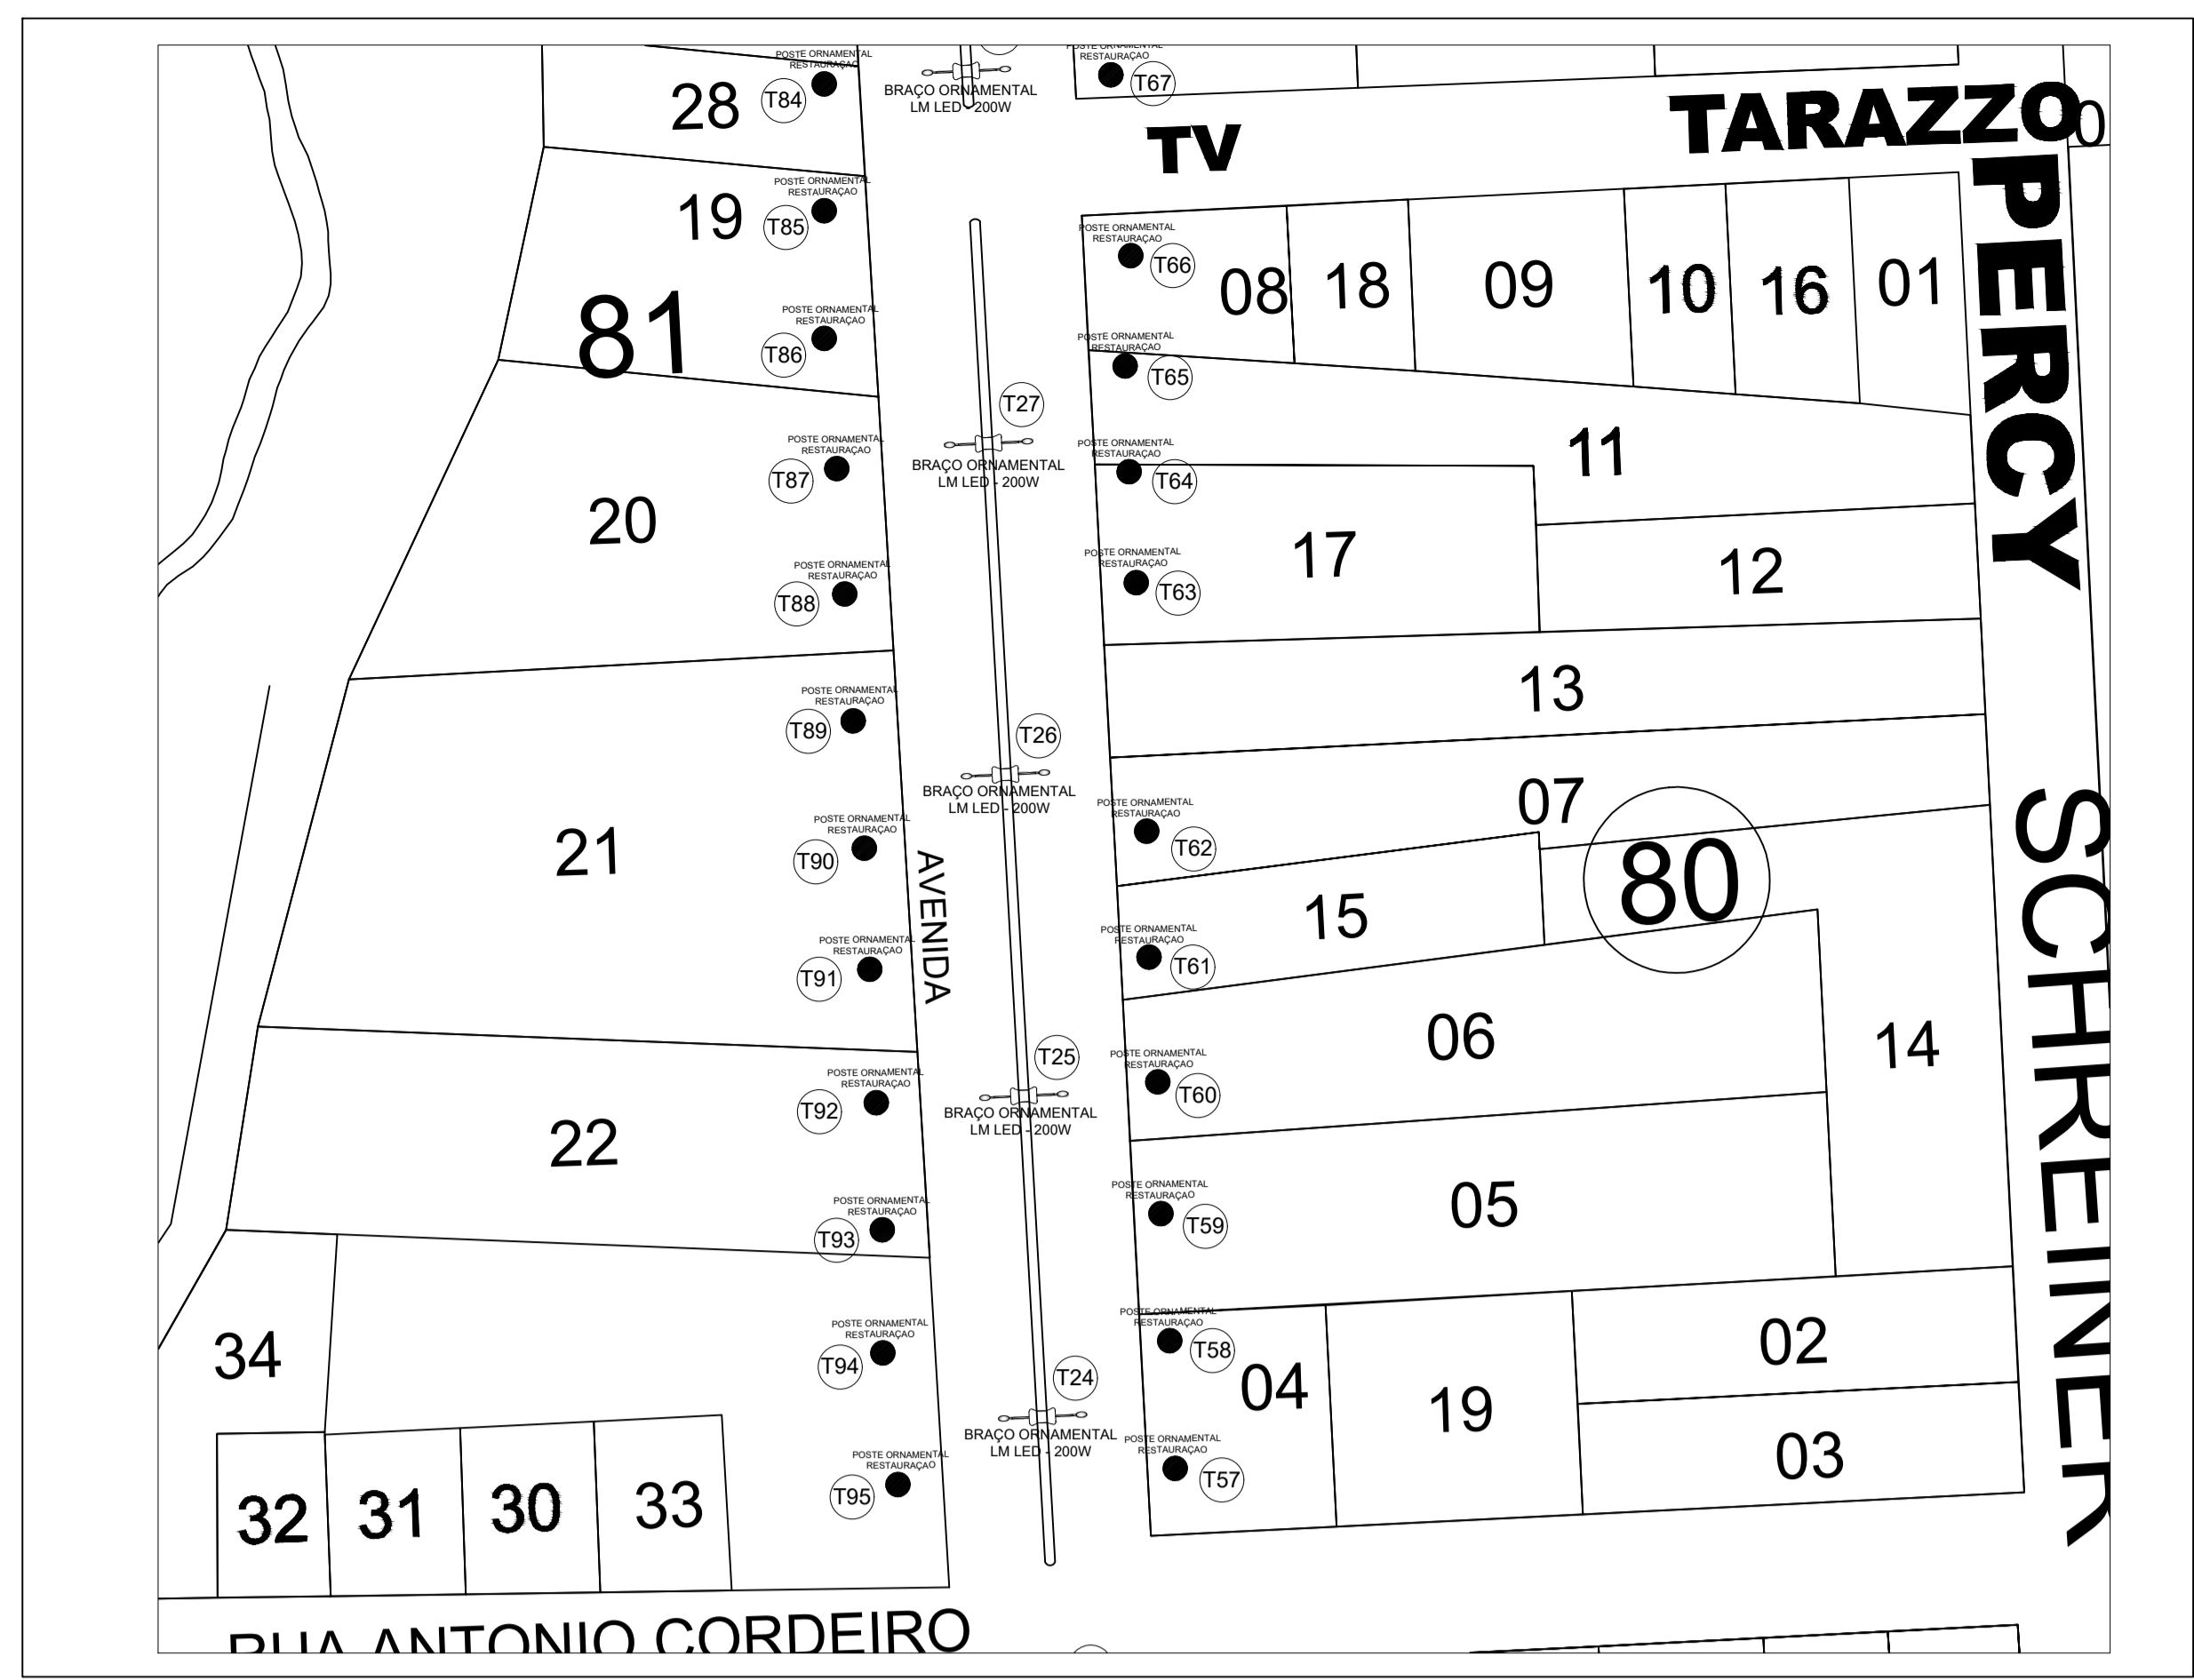 POSTE ORNAMENTAL
RESTAURAÇAO
28
T84
BRAÇO ORNAMENTAL
LM LED - 200W
POSTE ORNAMENTAL
RESTAURAÇAO
T67
TV
TARAZZO
0
PERCY
SCHREINER
POSTE ORNAMENTAL
RESTAURAÇAO
19
T85
81
POSTE ORNAMENTAL
RESTAURAÇAO
T86
POSTE ORNAMENTAL
RESTAURAÇAO
T87
20
POSTE ORNAMENTAL
RESTAURAÇAO
T88
POSTE ORNAMENTAL
RESTAURAÇAO
T89
21
POSTE ORNAMENTAL
RESTAURAÇAO
T90
POSTE ORNAMENTAL
RESTAURAÇAO
T91
POSTE ORNAMENTAL
RESTAURAÇAO
T92
22
POSTE ORNAMENTAL
RESTAURAÇAO
T93
34
POSTE ORNAMENTAL
RESTAURAÇAO
T94
POSTE ORNAMENTAL
RESTAURAÇAO
T95
32
31
30
33
AVENIDA
T27
BRAÇO ORNAMENTAL
LM LED - 200W
T26
BRAÇO ORNAMENTAL
LM LED - 200W
T25
BRAÇO ORNAMENTAL
LM LED - 200W
T24
BRAÇO ORNAMENTAL
LM LED - 200W
POSTE ORNAMENTAL
RESTAURAÇAO
T66
08
18
09
10
16
01
POSTE ORNAMENTAL
RESTAURAÇAO
T65
11
POSTE ORNAMENTAL
RESTAURAÇAO
T64
17
12
POSTE ORNAMENTAL
RESTAURAÇAO
T63
13
07
POSTE ORNAMENTAL
RESTAURAÇAO
T62
80
15
POSTE ORNAMENTAL
RESTAURAÇAO
T61
06
14
POSTE ORNAMENTAL
RESTAURAÇAO
T60
05
POSTE ORNAMENTAL
RESTAURAÇAO
T59
POSTE ORNAMENTAL
RESTAURAÇAO
T58
04
19
02
03
POSTE ORNAMENTAL
RESTAURAÇAO
T57
RUA ANTONIO CORDEIRO